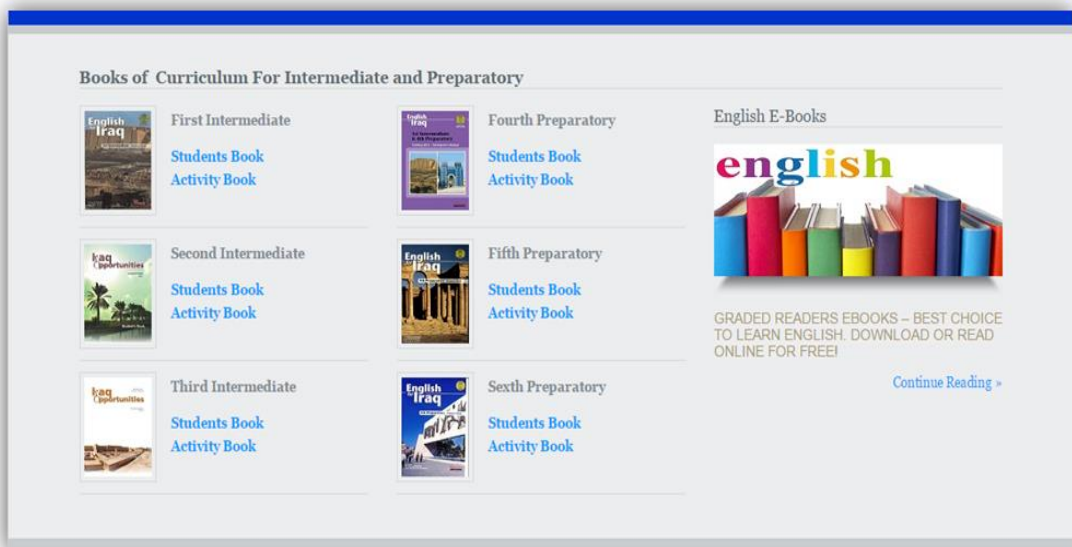 Books of Curriculum For Intermediate and Preparatory
English
for Iraq
First Intermediate
Students Book
Activity Book
Iraq
Opportunities
Second Intermediate
Students Book
Activity Book
Iraq
Opportunities
Third Intermediate
Students Book
Activity Book
English
for Iraq
Fourth Preparatory
Students Book
Activity Book
English
for Iraq
Fifth Preparatory
Students Book
Activity Book
English
for Iraq
Sexth Preparatory
Students Book
Activity Book
English E-Books
english
GRADED READERS EBOOKS – BEST CHOICE
TO LEARN ENGLISH. DOWNLOAD OR READ
ONLINE FOR FREE!
Continue Reading »